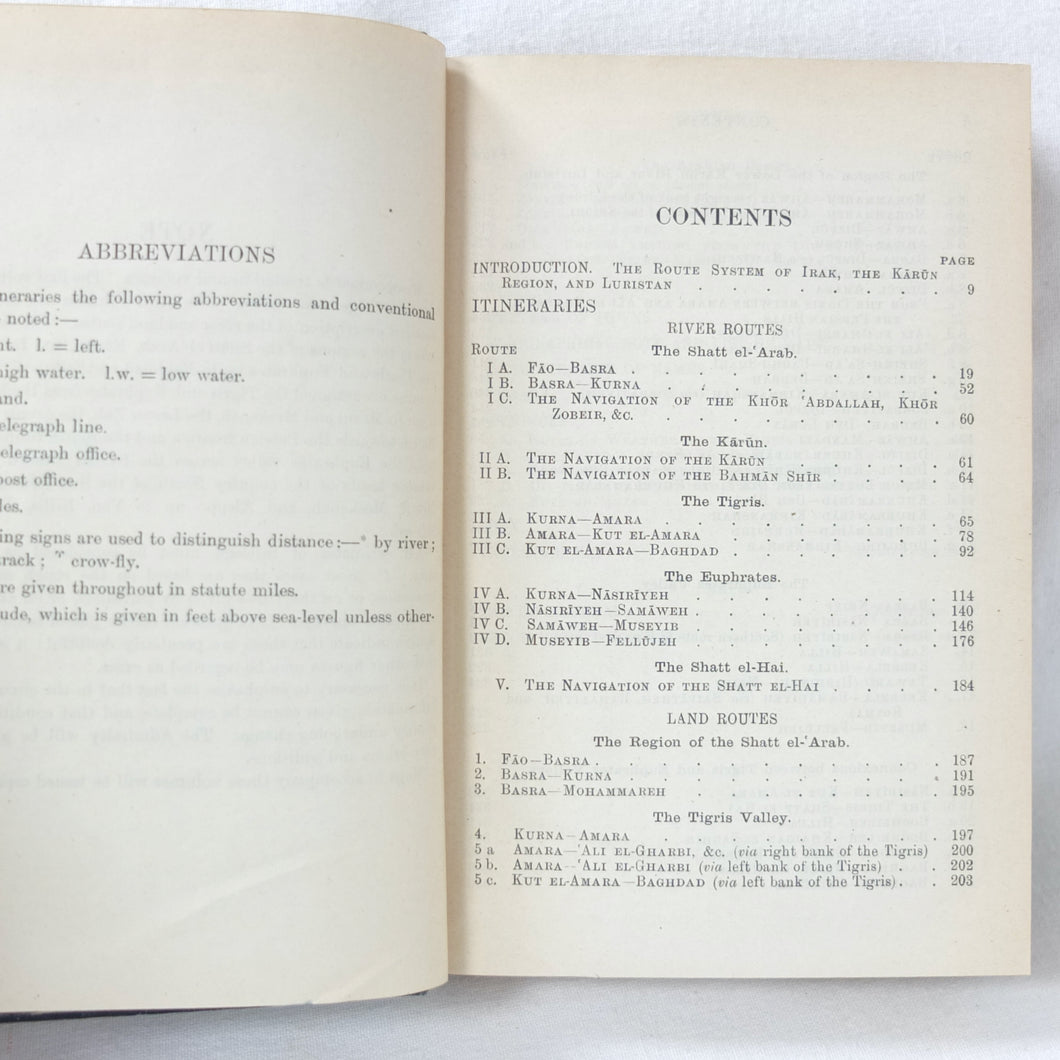 ABBREVIATIONS
neraries the following abbreviations and conventional
noted :—
nt. l. = left.
high water. l.w. = low water.
and.
elegraph line.
elegraph office.
post office.
les.
ing signs are used to distinguish distance :—* by river ;
rack ; crow-fly.
re given throughout in statute miles.
ude, which is given in feet above sea-level unless other-
CONTENTS
PAGE
INTRODUCTION. The Route System of Irak, the Kārūn
Region, and Luristan . . . . . . . 9
ITINERARIES
RIVER ROUTES
Route The Shatt el-ʿArab.
I A. Fāo—Basra . . . . . . . . 19
I B. Basra—Kurna . . . . . . . 52
I C. The Navigation of the Khōr ʿAbdallah, Khōr
Zobeir, &c. . . . . . . . 60
The Kārūn.
II A. The Navigation of the Kārūn . . . . . 61
II B. The Navigation of the Bahmān Shīr . . . . 64
The Tigris.
III A. Kurna—Amara . . . . . . . 65
III B. Amara—Kut el-Amara . . . . . . 78
III C. Kut el-Amara—Baghdad . . . . . . 92
The Euphrates.
IV A. Kurna—Nāsirīyeh . . . . . . . 114
IV B. Nāsirīyeh—Samāweh . . . . . . . 140
IV C. Samāweh—Museyib . . . . . . . 146
IV D. Museyib—Fellūjeh . . . . . . . 176
The Shatt el-Hai.
V. The Navigation of the Shatt el-Hai . . . . 184
LAND ROUTES
The Region of the Shatt el-ʿArab.
1. Fāo—Basra . . . . . . . . . 187
2. Basra—Kurna . . . . . . . . 191
3. Basra—Mohammareh . . . . . . . 195
The Tigris Valley.
4. Kurna—Amara . . . . . . . . 197
5 a Amara—ʿAli el-Gharbi, &c. (via right bank of the Tigris) 200
5 b. Amara—ʿAli el-Gharbi (via left bank of the Tigris) . . 202
5 c. Kut el-Amara—Baghdad (via left bank of the Tigris) . . 203